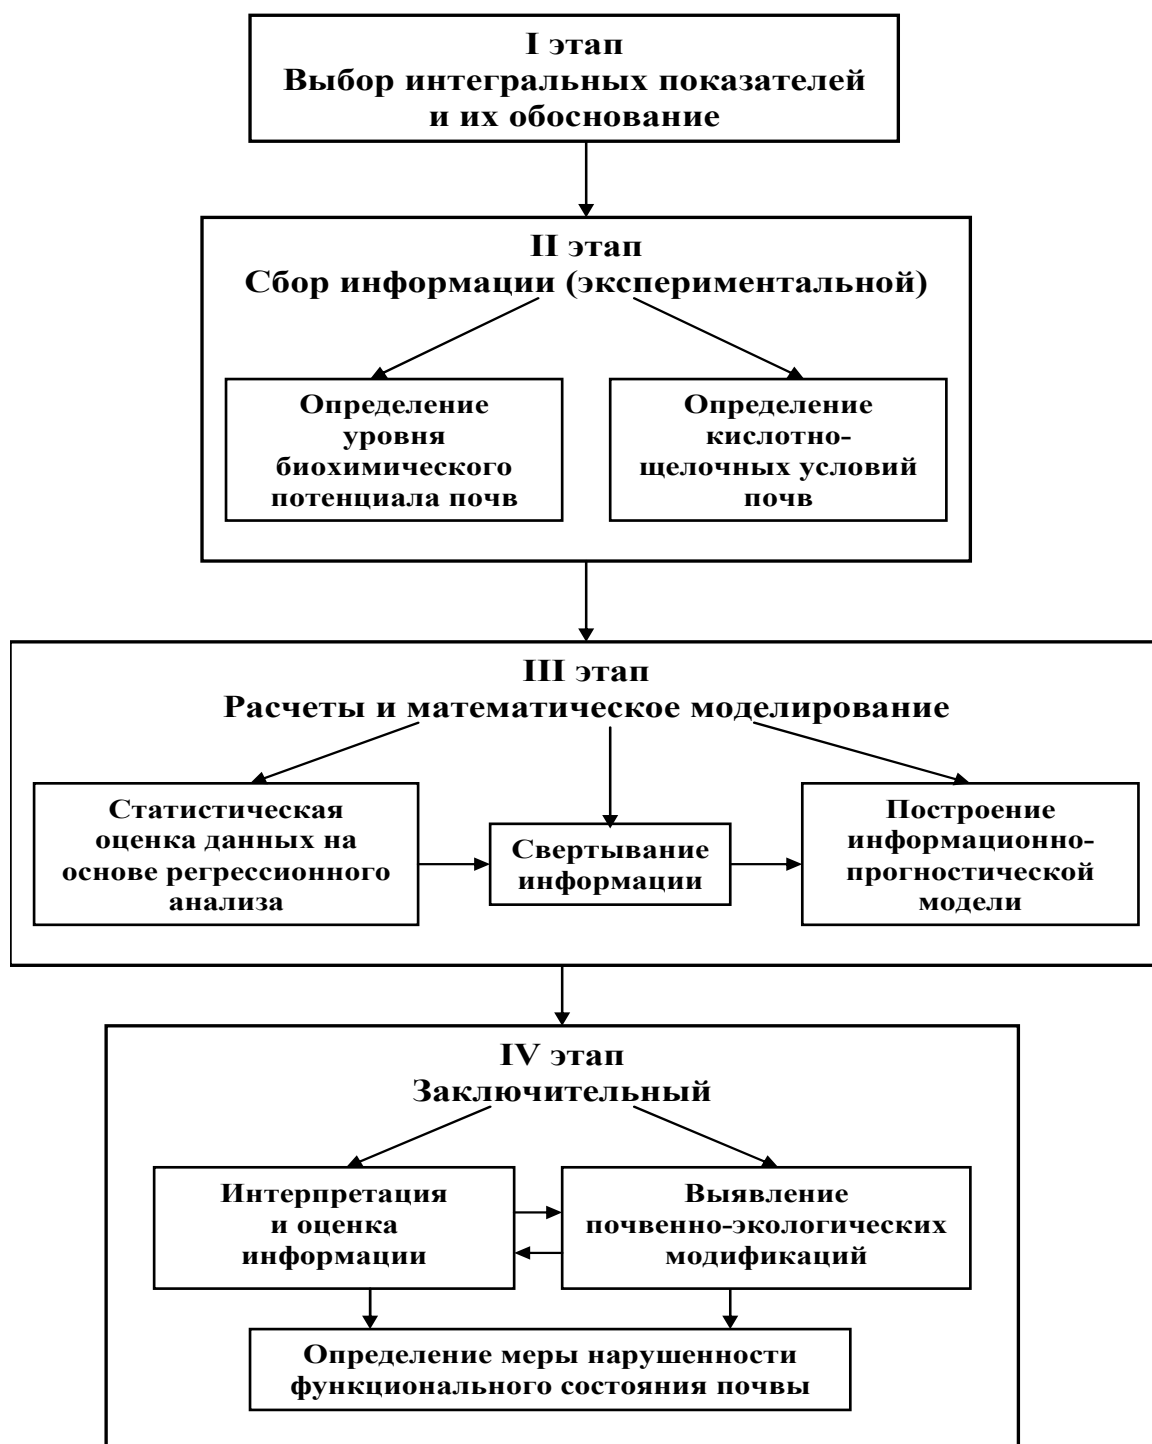 I этап
Выбор интегральных показателей
и их обоснование
II этап
Сбор информации (экспериментальной)
Определение
уровня
биохимического
потенциала почв
Определение
кислотно-
щелочных условий
почв
III этап
Расчеты и математическое моделирование
Статистическая
оценка данных на
основе регрессионного
анализа
Свертывание
информации
Построение
информационно-
прогностической
модели
IV этап
Заключительный
Интерпретация
и оценка
информации
Выявление
почвенно-экологических
модификаций
Определение меры нарушенности
функционального состояния почвы